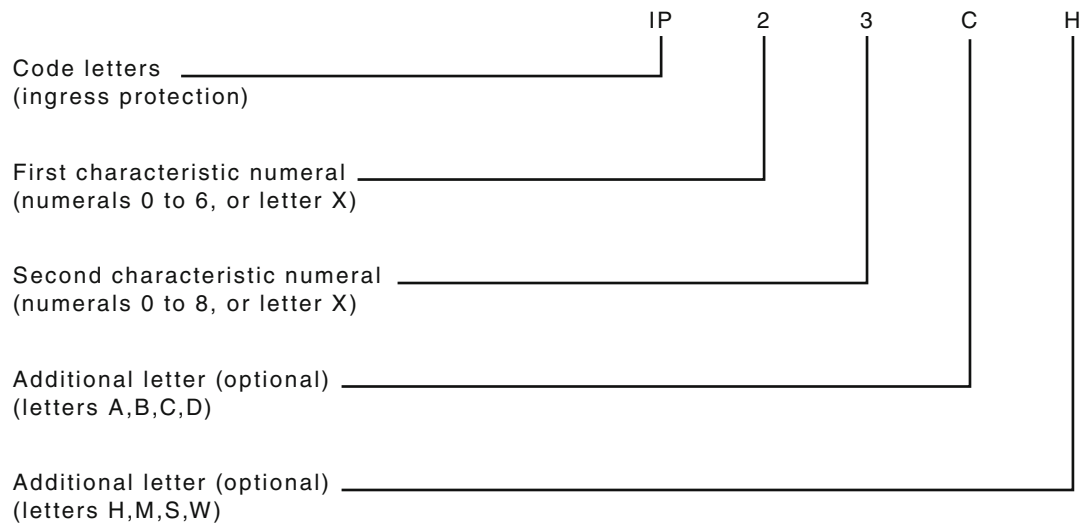 IP 2 3 C H
Code letters
(ingress protection)
First characteristic numeral
(numerals 0 to 6, or letter X)
Second characteristic numeral
(numerals 0 to 8, or letter X)
Additional letter (optional)
(letters A,B,C,D)
Additional letter (optional)
(letters H,M,S,W)